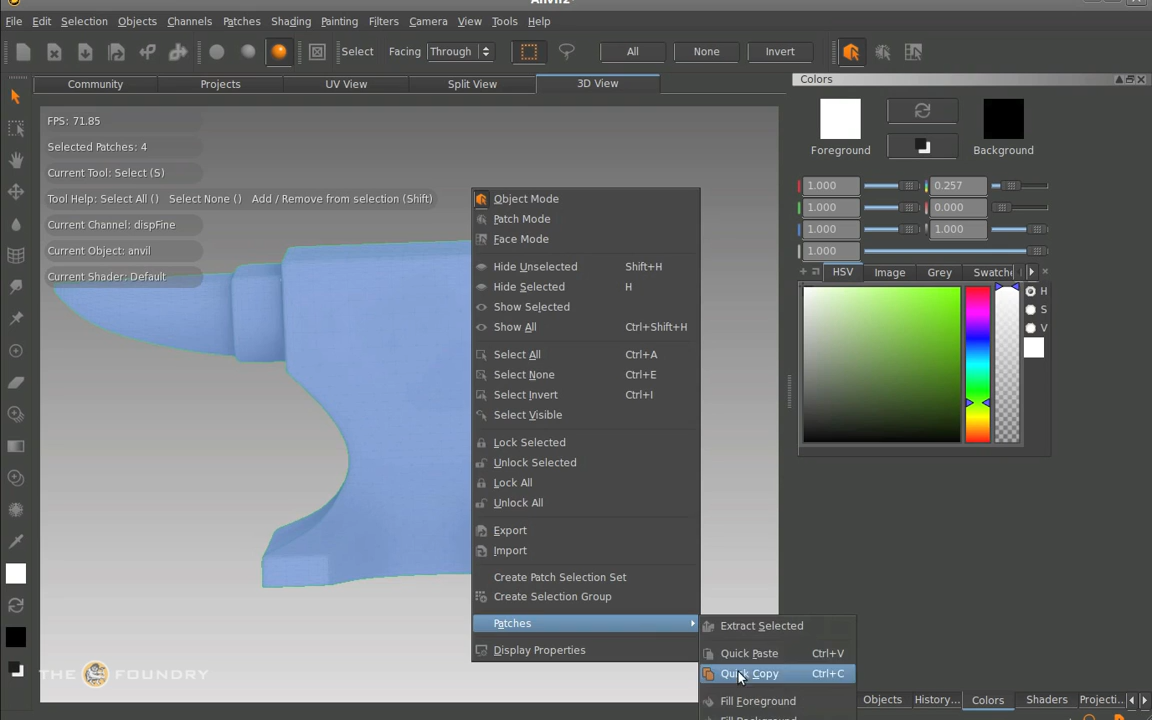 Anvil2*
File Edit Selection Objects Channels Patches Shading Painting Filters Camera View Tools Help
Select Facing Through All None Invert
Community Projects UV View Split View 3D View
Colors
FPS: 71.85
Selected Patches: 4
Current Tool: Select (S)
Tool Help: Select All () Select None () Add / Remove from selection (Shift)
Current Channel: dispFine
Current Object: anvil
Current Shader: Default
Object Mode
Patch Mode
Face Mode
Hide Unselected Shift+H
Hide Selected H
Show Selected
Show All Ctrl+Shift+H
Select All Ctrl+A
Select None Ctrl+E
Select Invert Ctrl+I
Select Visible
Lock Selected
Unlock Selected
Lock All
Unlock All
Export
Import
Create Patch Selection Set
Create Selection Group
Patches
Display Properties
Extract Selected
Quick Paste Ctrl+V
Quick Copy Ctrl+C
Fill Foreground
Fill Background
Foreground Background
1.000 0.257
1.000 0.000
1.000 1.000
1.000
HSV Image Grey Swatche
H
S
V
THE FOUNDRY
Objects History... Colors Shaders Projecti...